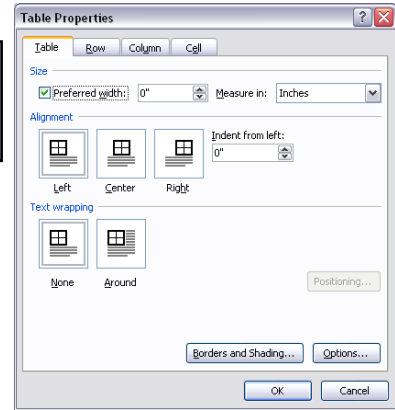 Table Properties
Table Row Column Cell
Size
Preferred width: 0" Measure in: Inches
Alignment
Indent from left:
0"
Left Center Right
Text wrapping
None Around
Positioning...
Borders and Shading... Options...
OK Cancel